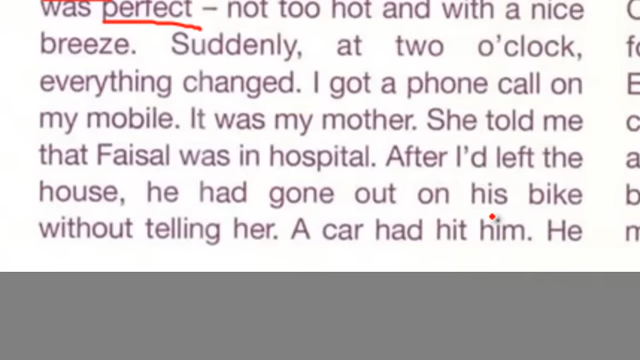 was perfect – not too hot and with a nice
breeze. Suddenly, at two o'clock,
everything changed. I got a phone call on
my mobile. It was my mother. She told me
that Faisal was in hospital. After I'd left the
house, he had gone out on his bike
without telling her. A car had hit him. He